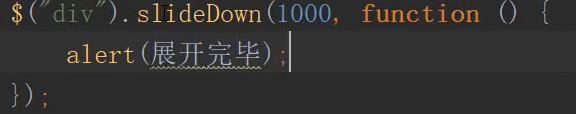 $("div").slideDown(1000, function () {
alert(展开完毕);
});